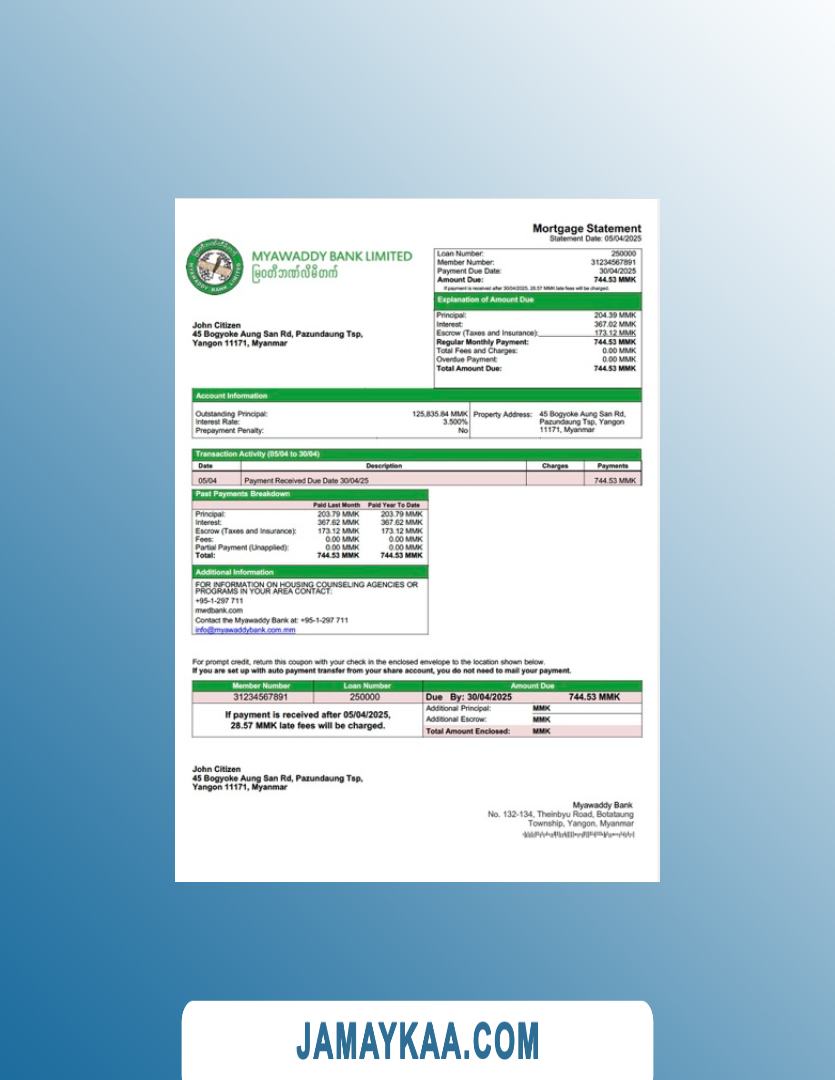 Mortgage Statement
Statement Date: 05/04/2025
MYAWADDY BANK LIMITED
မြဝတီဘဏ်လီမိတက်
Loan Number: 250000
Member Number: 31234567891
Payment Due Date: 30/04/2025
Amount Due: 744.53 MMK
If payment is received after 30/04/2025, 28.57 MMK late fees will be charged.
Explanation of Amount Due
Principal: 204.39 MMK
Interest: 367.02 MMK
Escrow (Taxes and Insurance): 173.12 MMK
Regular Monthly Payment: 744.53 MMK
Total Fees and Charges: 0.00 MMK
Overdue Payment: 0.00 MMK
Total Amount Due: 744.53 MMK
John Citizen
45 Bogyoke Aung San Rd, Pazundaung Tsp,
Yangon 11171, Myanmar
Account Information
Outstanding Principal: 125,835.84 MMK
Interest Rate: 3.500%
Prepayment Penalty: No
Property Address: 45 Bogyoke Aung San Rd,
Pazundaung Tsp, Yangon
11171, Myanmar
Transaction Activity (05/04 to 30/04)
Date Description Charges Payments
05/04 Payment Received Due Date 30/04/25 744.53 MMK
Past Payments Breakdown
Paid Last Month Paid Year To Date
Principal: 203.79 MMK 203.79 MMK
Interest: 367.62 MMK 367.62 MMK
Escrow (Taxes and Insurance): 173.12 MMK 173.12 MMK
Fees: 0.00 MMK 0.00 MMK
Partial Payment (Unapplied): 0.00 MMK 0.00 MMK
Total: 744.53 MMK 744.53 MMK
Additional Information
FOR INFORMATION ON HOUSING COUNSELING AGENCIES OR
PROGRAMS IN YOUR AREA CONTACT:
+95-1-297 711
mwdbank.com
Contact the Myawaddy Bank at: +95-1-297 711
info@myawaddybank.com.mm
For prompt credit, return this coupon with your check in the enclosed envelope to the location shown below.
If you are set up with auto payment transfer from your share account, you do not need to mail your payment.
Member Number Loan Number Amount Due
31234567891 250000 Due By: 30/04/2025 744.53 MMK
If payment is received after 05/04/2025,
28.57 MMK late fees will be charged.
Additional Principal: MMK
Additional Escrow: MMK
Total Amount Enclosed: MMK
John Citizen
45 Bogyoke Aung San Rd, Pazundaung Tsp,
Yangon 11171, Myanmar
Myawaddy Bank
No. 132-134, Theinbyu Road, Botataung
Township, Yangon, Myanmar
JAMAYKAA.COM